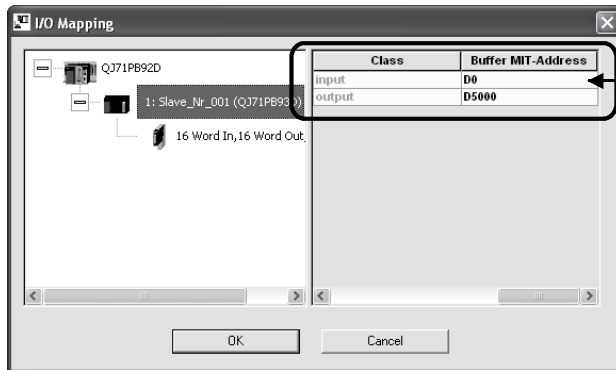 I/O Mapping
QJ71PB92D
1: Slave_Nr_001 (QJ71PB93D)
16 Word In,16 Word Out,
Class Buffer MIT-Address
input D0
output D5000
OK Cancel